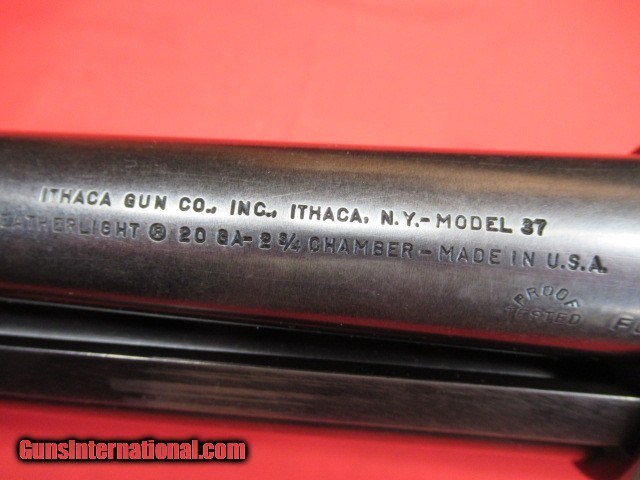 ITHACA GUN CO., INC., ITHACA, N.Y.-MODEL 37
EATHERLIGHT ® 20 GA-2 3/4 CHAMBER-MADE IN U.S.A.
PROOF
TESTED
GunsInternational.com